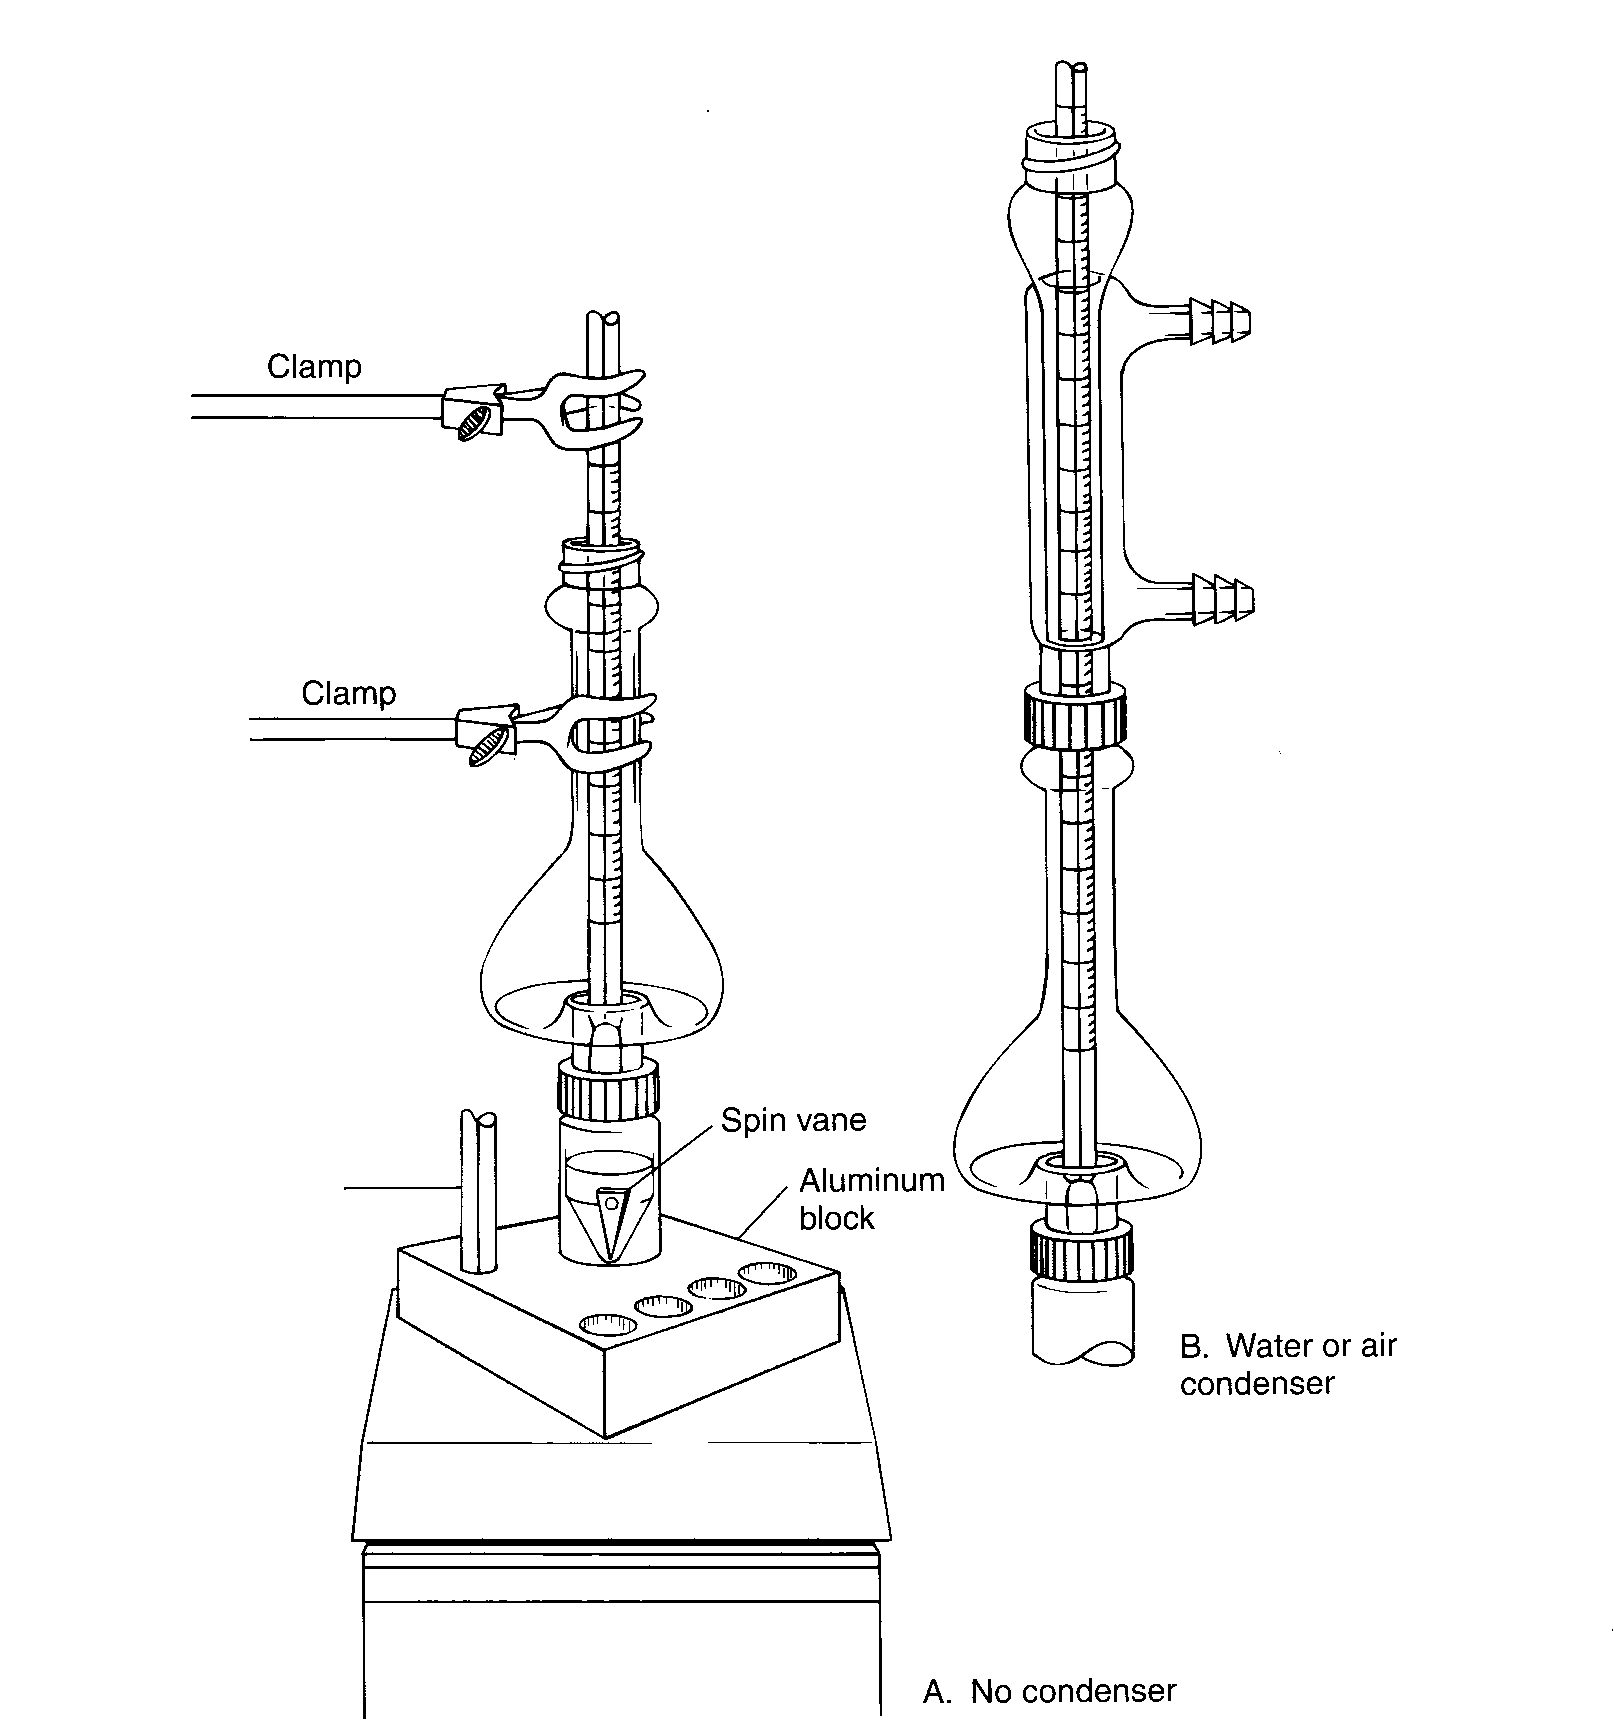 Clamp
Clamp
Spin vane
Aluminum
block
B. Water or air
condenser
A. No condenser